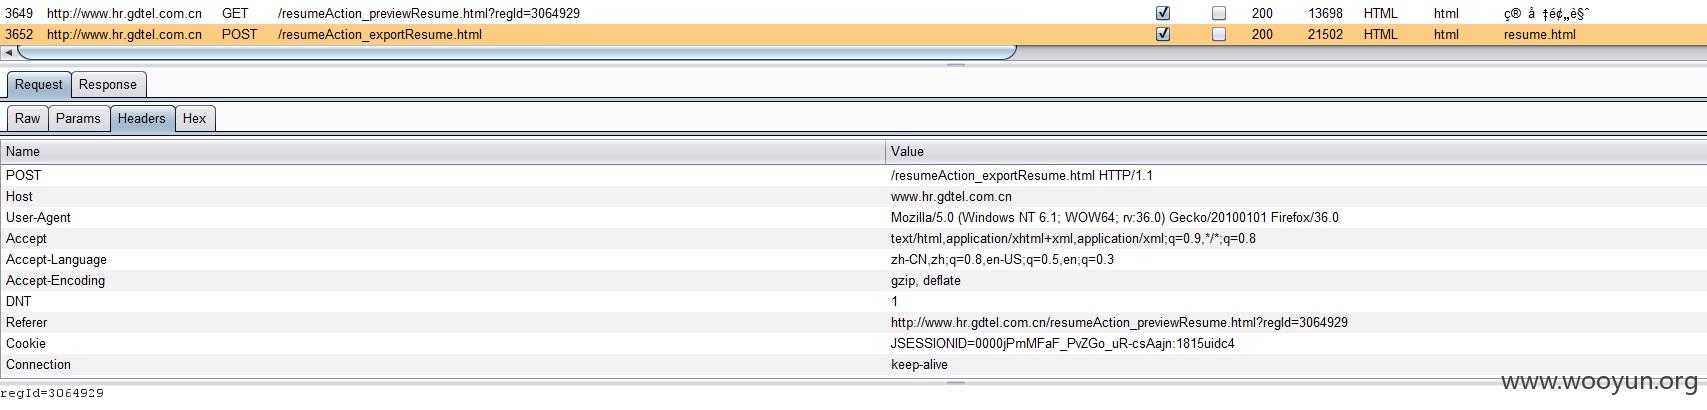 3649 http://www.hr.gdtel.com.cn GET /resumeAction_previewResume.html?regId=3064929 200 13698 HTML html ç® å ‡é¢„è§ˆ
3652 http://www.hr.gdtel.com.cn POST /resumeAction_exportResume.html 200 21502 HTML html resume.html
Request Response
Raw Params Headers Hex
Name Value
POST /resumeAction_exportResume.html HTTP/1.1
Host www.hr.gdtel.com.cn
User-Agent Mozilla/5.0 (Windows NT 6.1; WOW64; rv:36.0) Gecko/20100101 Firefox/36.0
Accept text/html,application/xhtml+xml,application/xml;q=0.9,*/*;q=0.8
Accept-Language zh-CN,zh;q=0.8,en-US;q=0.5,en;q=0.3
Accept-Encoding gzip, deflate
DNT 1
Referer http://www.hr.gdtel.com.cn/resumeAction_previewResume.html?regId=3064929
Cookie JSESSIONID=0000jPmMFaF_PvZGo_uR-csAajn:1815uidc4
Connection keep-alive
www.wooyun.org
regId=3064929